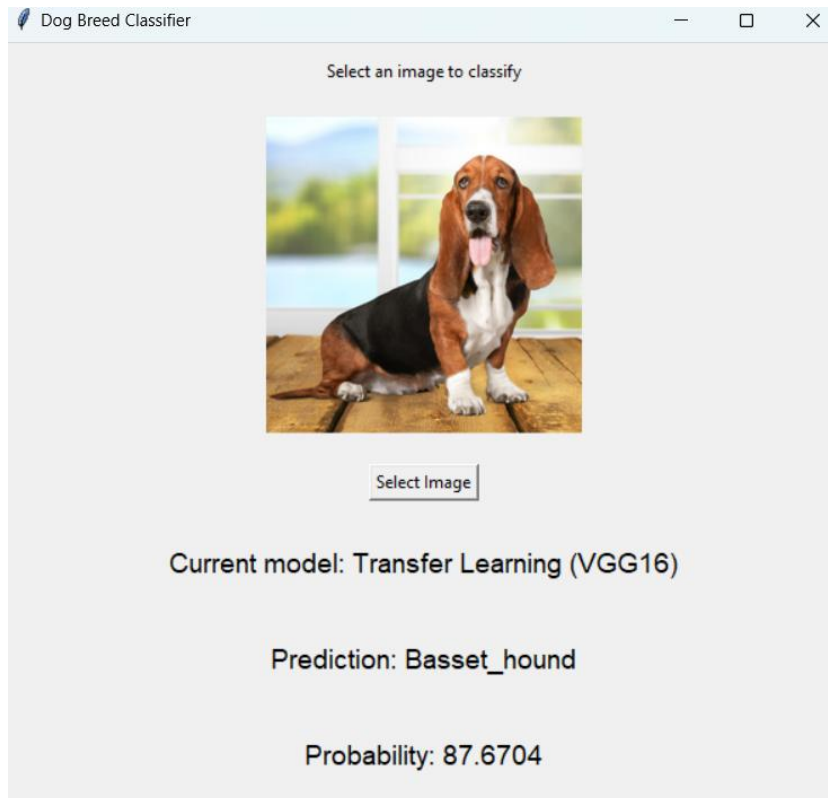 Dog Breed Classifier
Select an image to classify
Select Image
Current model: Transfer Learning (VGG16)
Prediction: Basset_hound
Probability: 87.6704